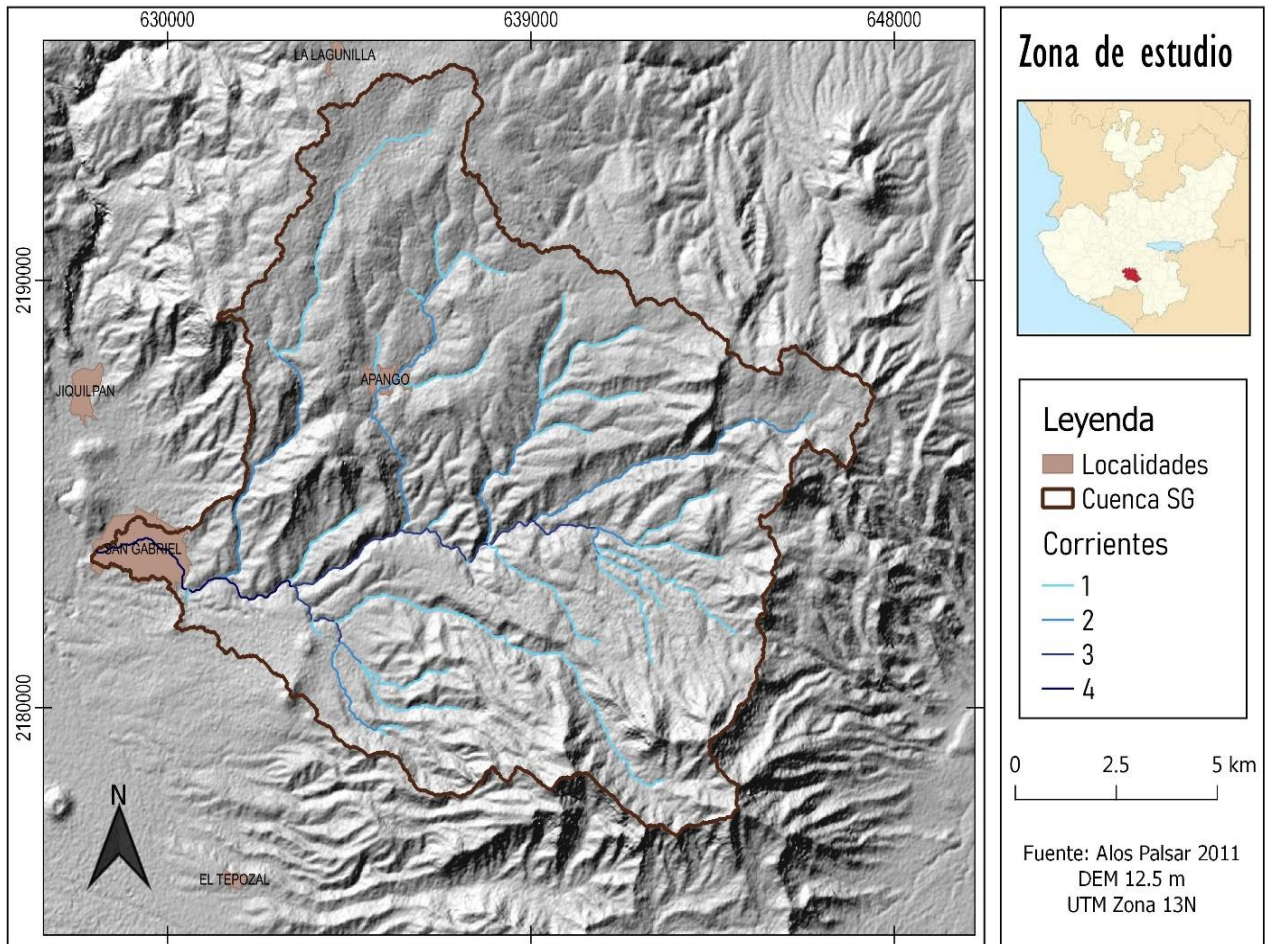 630000
639000
648000
2190000
2180000
LA LAGUNILLA
JIQUILPAN
APANGO
SAN GABRIEL
EL TEPOZAL
N
Zona de estudio
Leyenda
Localidades
Cuenca SG
Corrientes
1
2
3
4
0 2.5 5 km
Fuente: Alos Palsar 2011
DEM 12.5 m
UTM Zona 13N